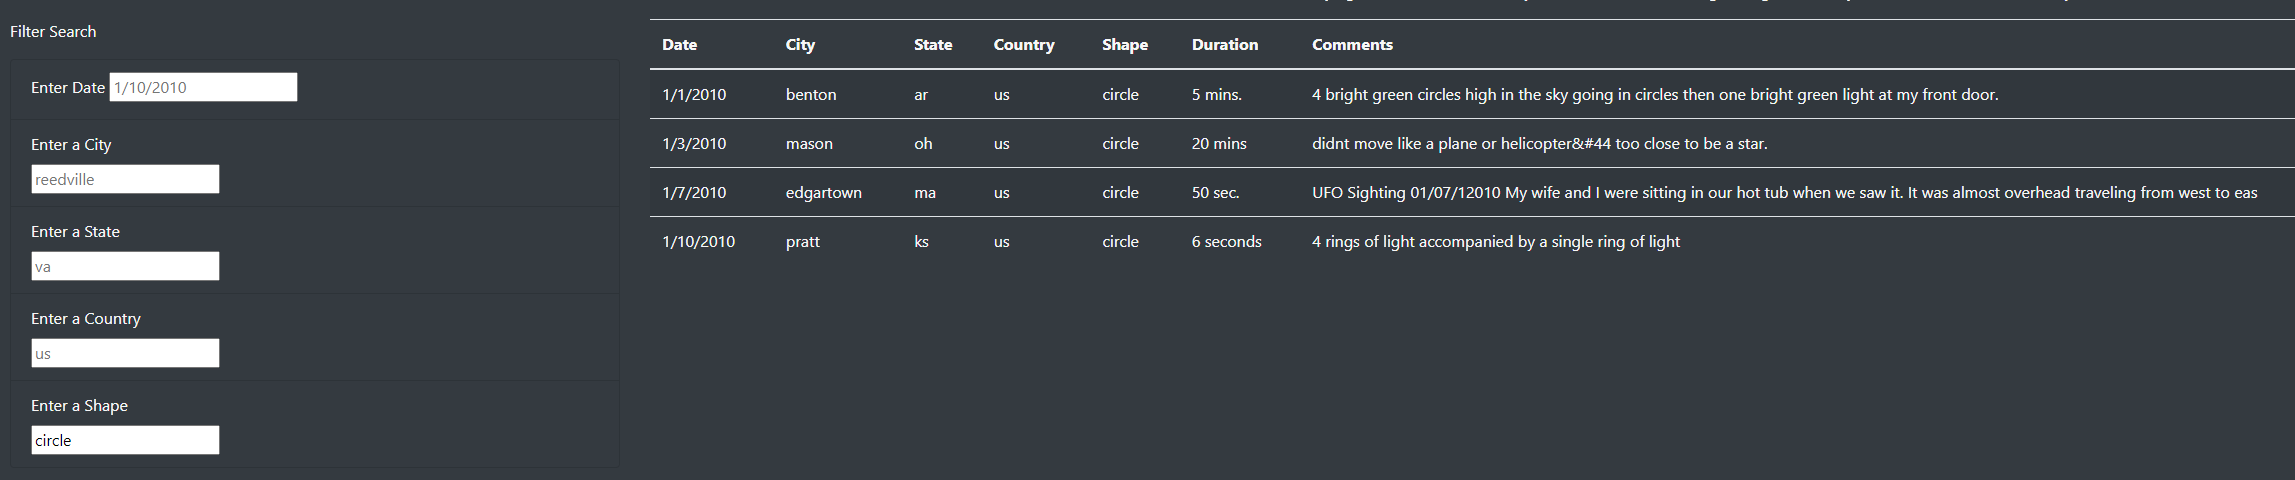 Filter Search
Enter Date 1/10/2010
Enter a City
reedville
Enter a State
va
Enter a Country
us
Enter a Shape
circle
Date City State Country Shape Duration Comments
1/1/2010 benton ar us circle 5 mins. 4 bright green circles high in the sky going in circles then one bright green light at my front door.
1/3/2010 mason oh us circle 20 mins didnt move like a plane or helicopter&#44 too close to be a star.
1/7/2010 edgartown ma us circle 50 sec. UFO Sighting 01/07/12010 My wife and I were sitting in our hot tub when we saw it. It was almost overhead traveling from west to eas
1/10/2010 pratt ks us circle 6 seconds 4 rings of light accompanied by a single ring of light